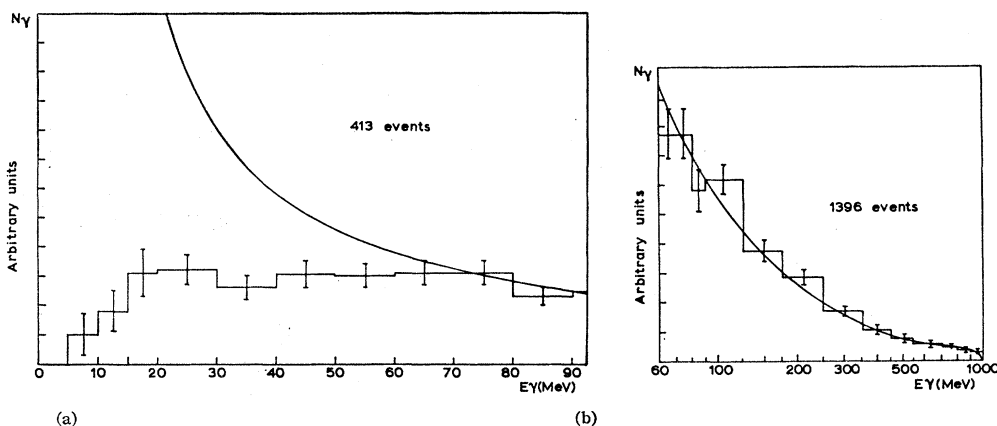 Nγ
Arbitrary units
413 events
0 10 20 30 40 50 60 70 80 90
Eγ(MeV)
(a)
Nγ
Arbitrary units
1396 events
60 100 200 500 1000
Eγ(MeV)
(b)